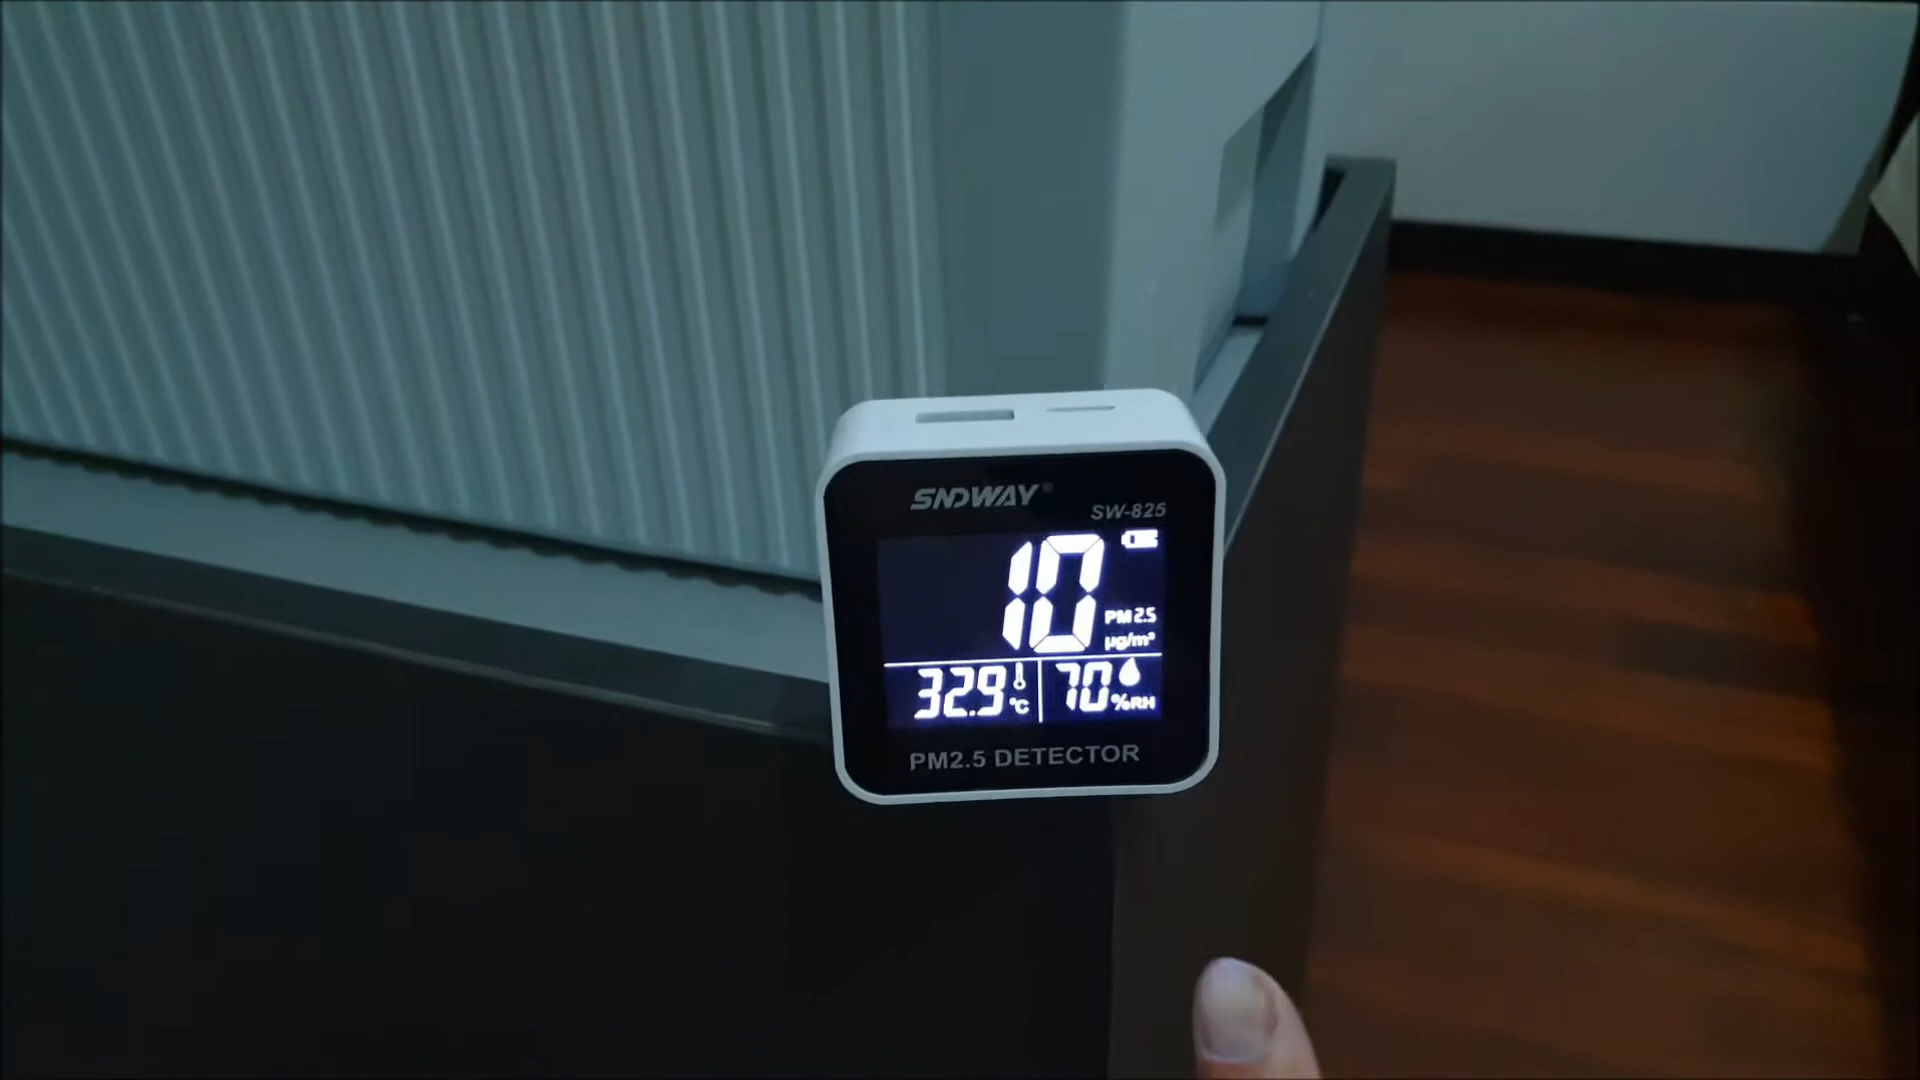 SNDWAY®
SW-825
10
PM 2.5
µg/m³
32.9 °C
70 %RH
PM2.5 DETECTOR